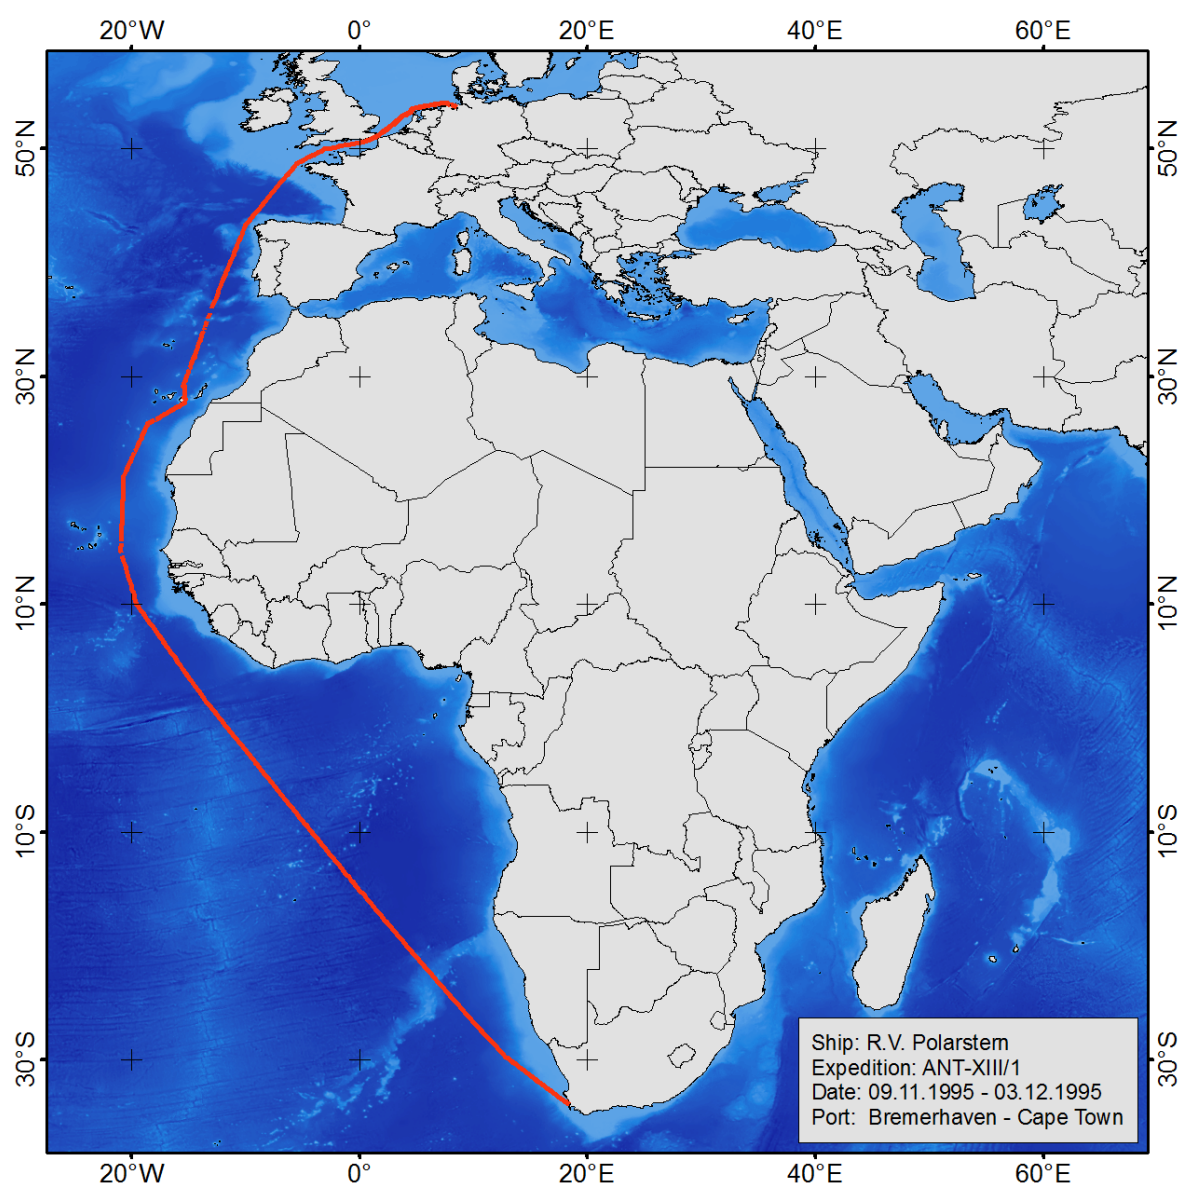 20°W 0° 20°E 40°E 60°E
50°N 50°N
30°N 30°N
10°N 10°N
10°S 10°S
30°S 30°S
Ship: R.V. Polarstern
Expedition: ANT-XIII/1
Date: 09.11.1995 - 03.12.1995
Port: Bremerhaven - Cape Town
20°W 0° 20°E 40°E 60°E